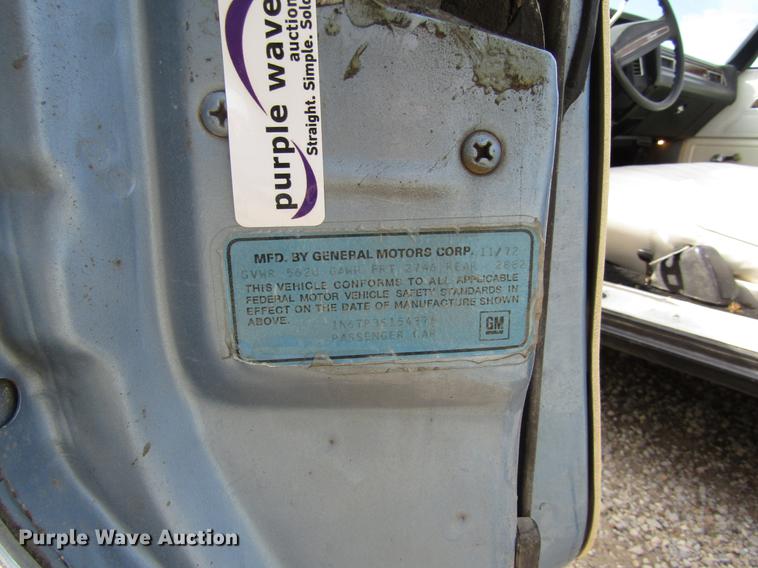 purple wave
auction
Straight. Simple. Sold
MFD. BY GENERAL MOTORS CORP. 11/72
GVWR 5620 GAWR FRT 2746 REAR 2882
THIS VEHICLE CONFORMS TO ALL APPLICABLE
FEDERAL MOTOR VEHICLE SAFETY STANDARDS IN
EFFECT ON THE DATE OF MANUFACTURE SHOWN
ABOVE.
PASSENGER CAR
GM
Purple Wave Auction